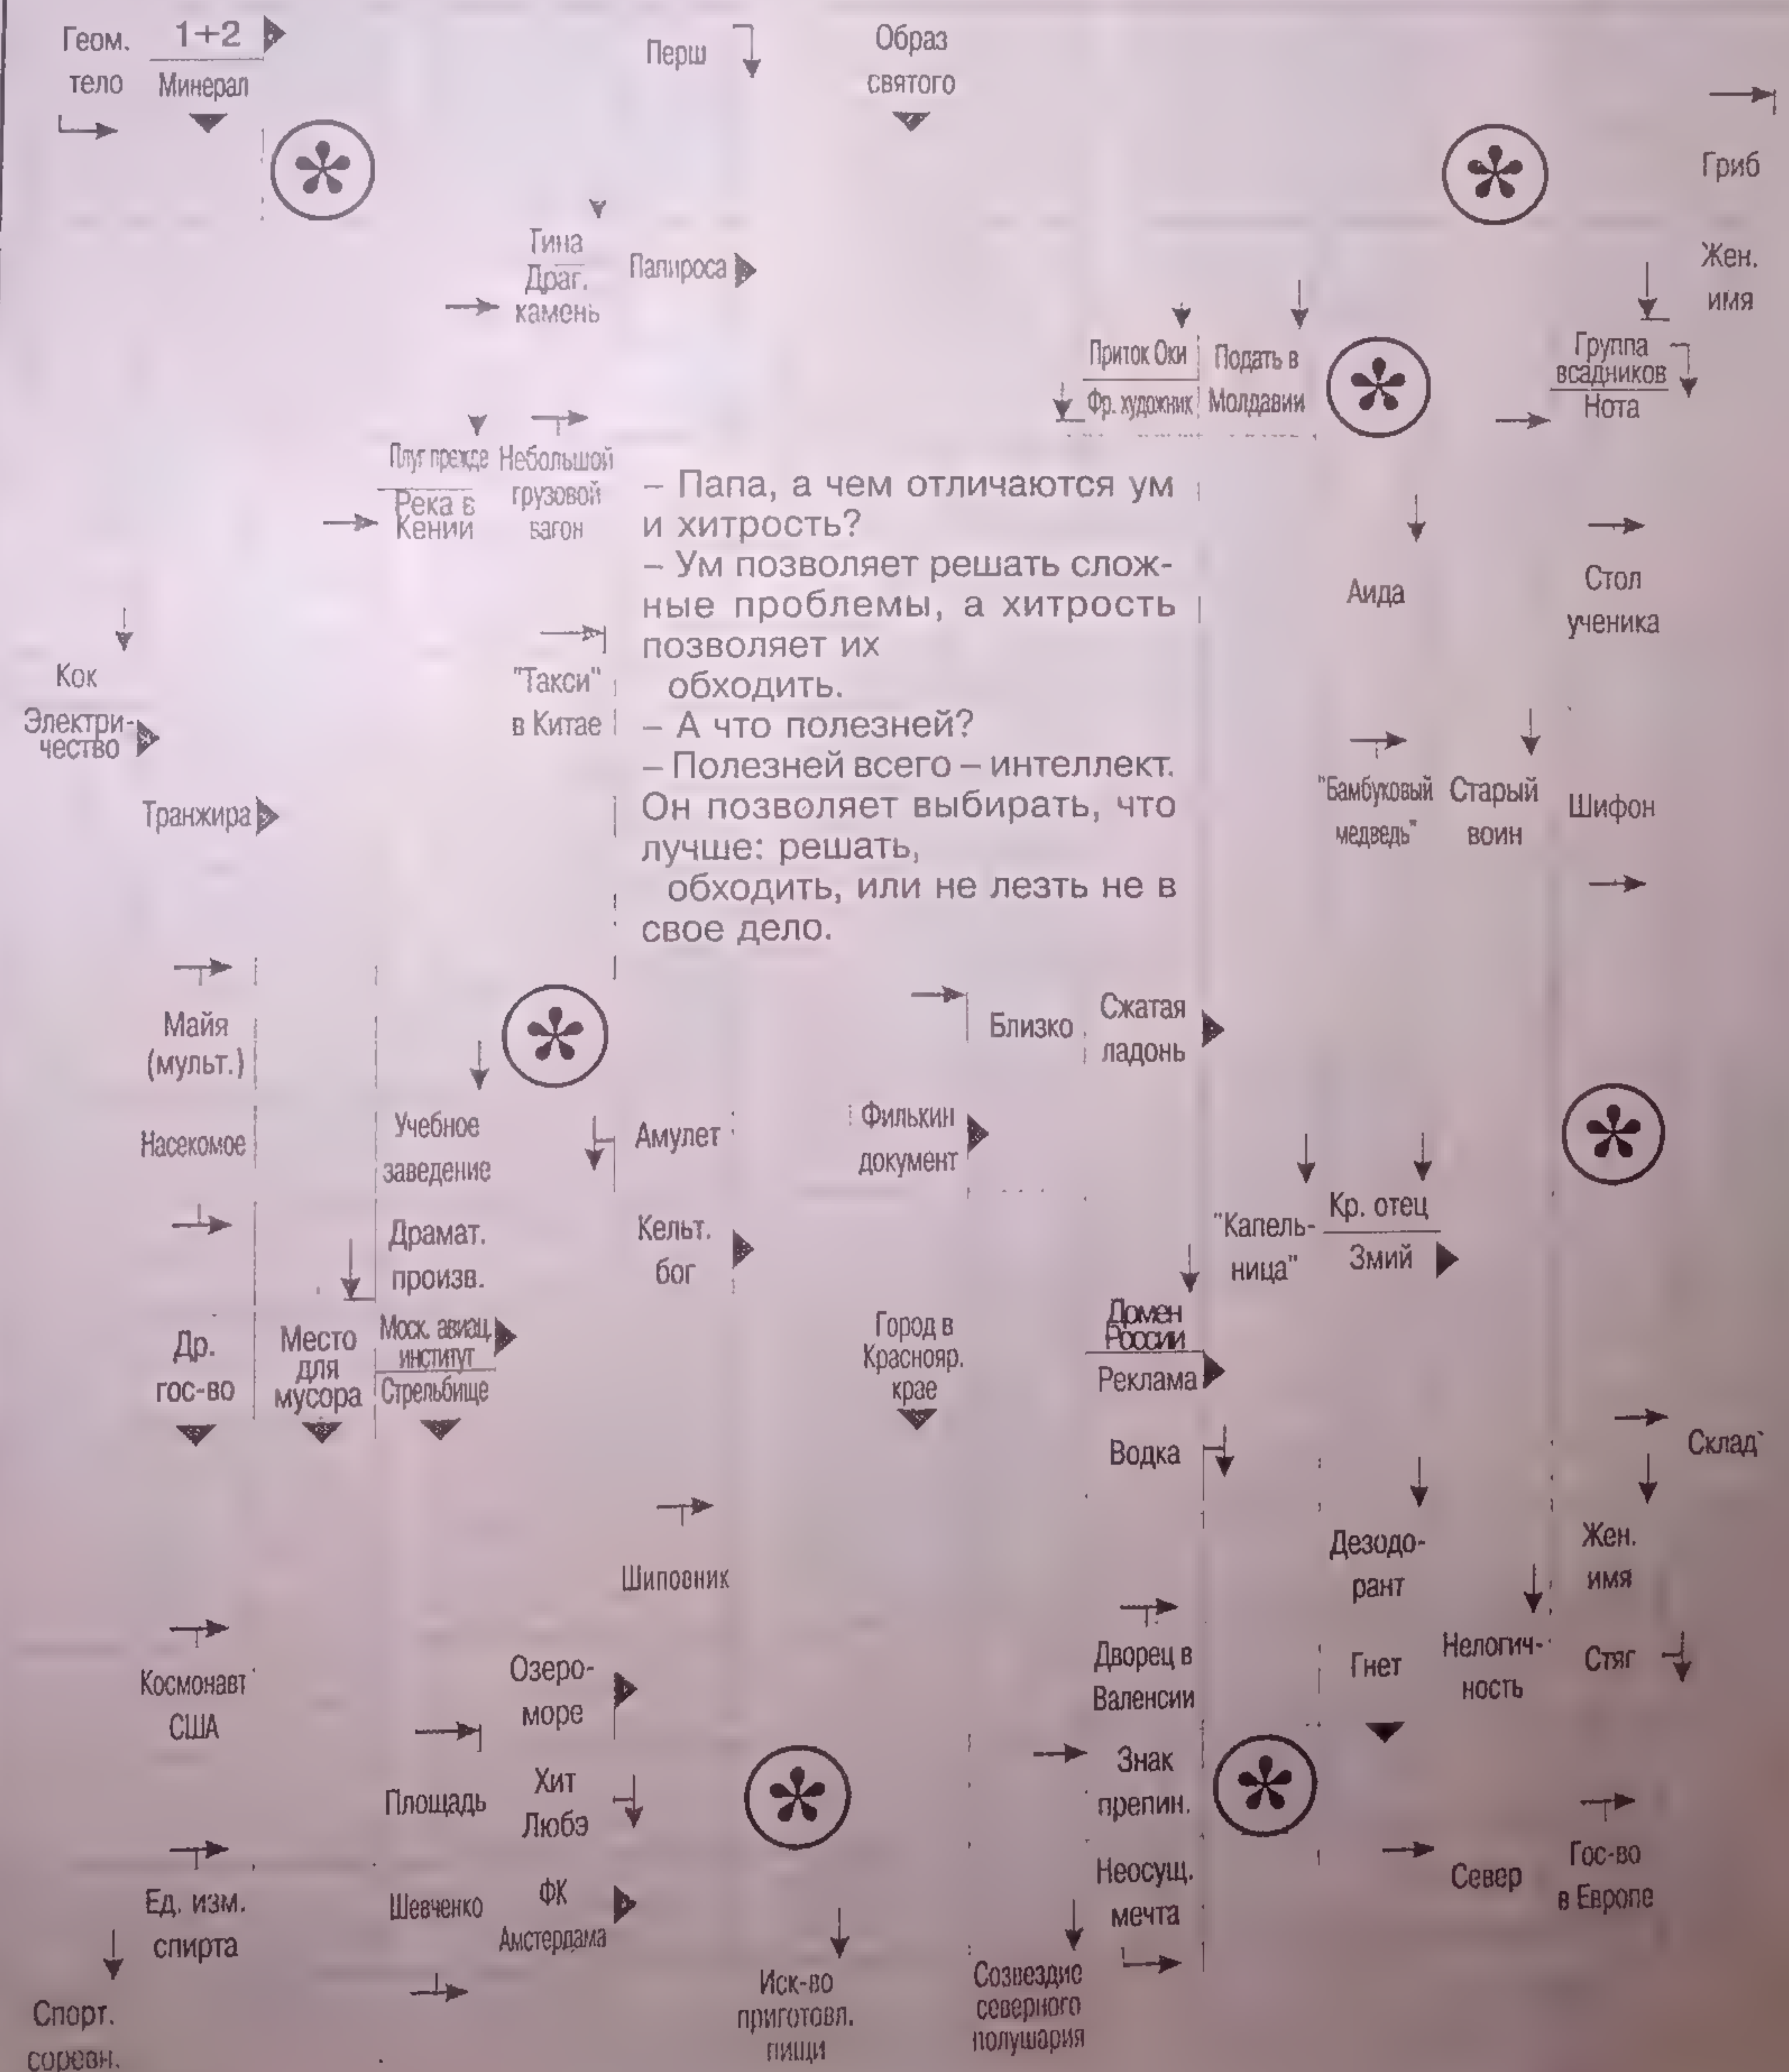 Геом.
тело
1+2
Минерал
Перш
Образ
святого
Гриб
Тина
Драг.
камень
Папироса
Жен.
имя
Приток Оки
Фр. художник
Подать в
Молдавии
Группа
всадников
Нота
Плуг прежде
Река в
Кении
Небольшой
грузовой
вагон
– Папа, а чем отличаются ум
и хитрость?
– Ум позволяет решать слож-
ные проблемы, а хитрость
позволяет их
обходить.
– А что полезней?
– Полезней всего – интеллект.
Он позволяет выбирать, что
лучше: решать,
обходить, или не лезть не в
свое дело.
Аида
Стол
ученика
Кок
Электри-
чество
"Такси"
в Китае
Транжира
"Бамбуковый
медведь"
Старый
воин
Шифон
Майя
(мульт.)
Близко
Сжатая
ладонь
Насекомое
Учебное
заведение
Амулет
Филькин
документ
Драмат.
произв.
Кельт.
бог
"Капель-
ница"
Кр. отец
Змий
Др.
гос-во
Место
для
мусора
Моск. авиац.
институт
Стрельбище
Город в
Краснояр.
крае
Домен
России
Реклама
Водка
Склад
Шиповник
Дезодо-
рант
Жен.
имя
Космонавт
США
Озеро-
море
Дворец в
Валенсии
Гнет
Нелогич-
ность
Стяг
Площадь
Хит
Любэ
Знак
препин.
Ед. изм.
спирта
Шевченко
ФК
Амстердама
Неосущ.
мечта
Север
Гос-во
в Европе
Спорт.
соревн.
Иск-во
приготовл.
пищи
Созвездие
северного
полушария